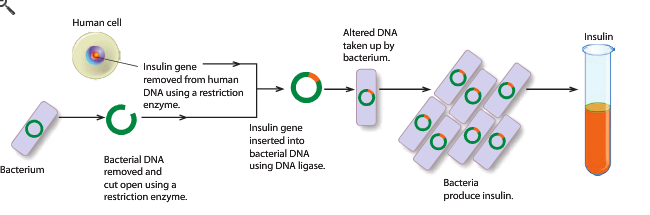 Human cell
Insulin gene
removed from human
DNA using a restriction
enzyme.
Bacterium
Bacterial DNA
removed and
cut open using a
restriction enzyme.
Insulin gene
inserted into
bacterial DNA
using DNA ligase.
Altered DNA
taken up by
bacterium.
Bacteria
produce insulin.
Insulin